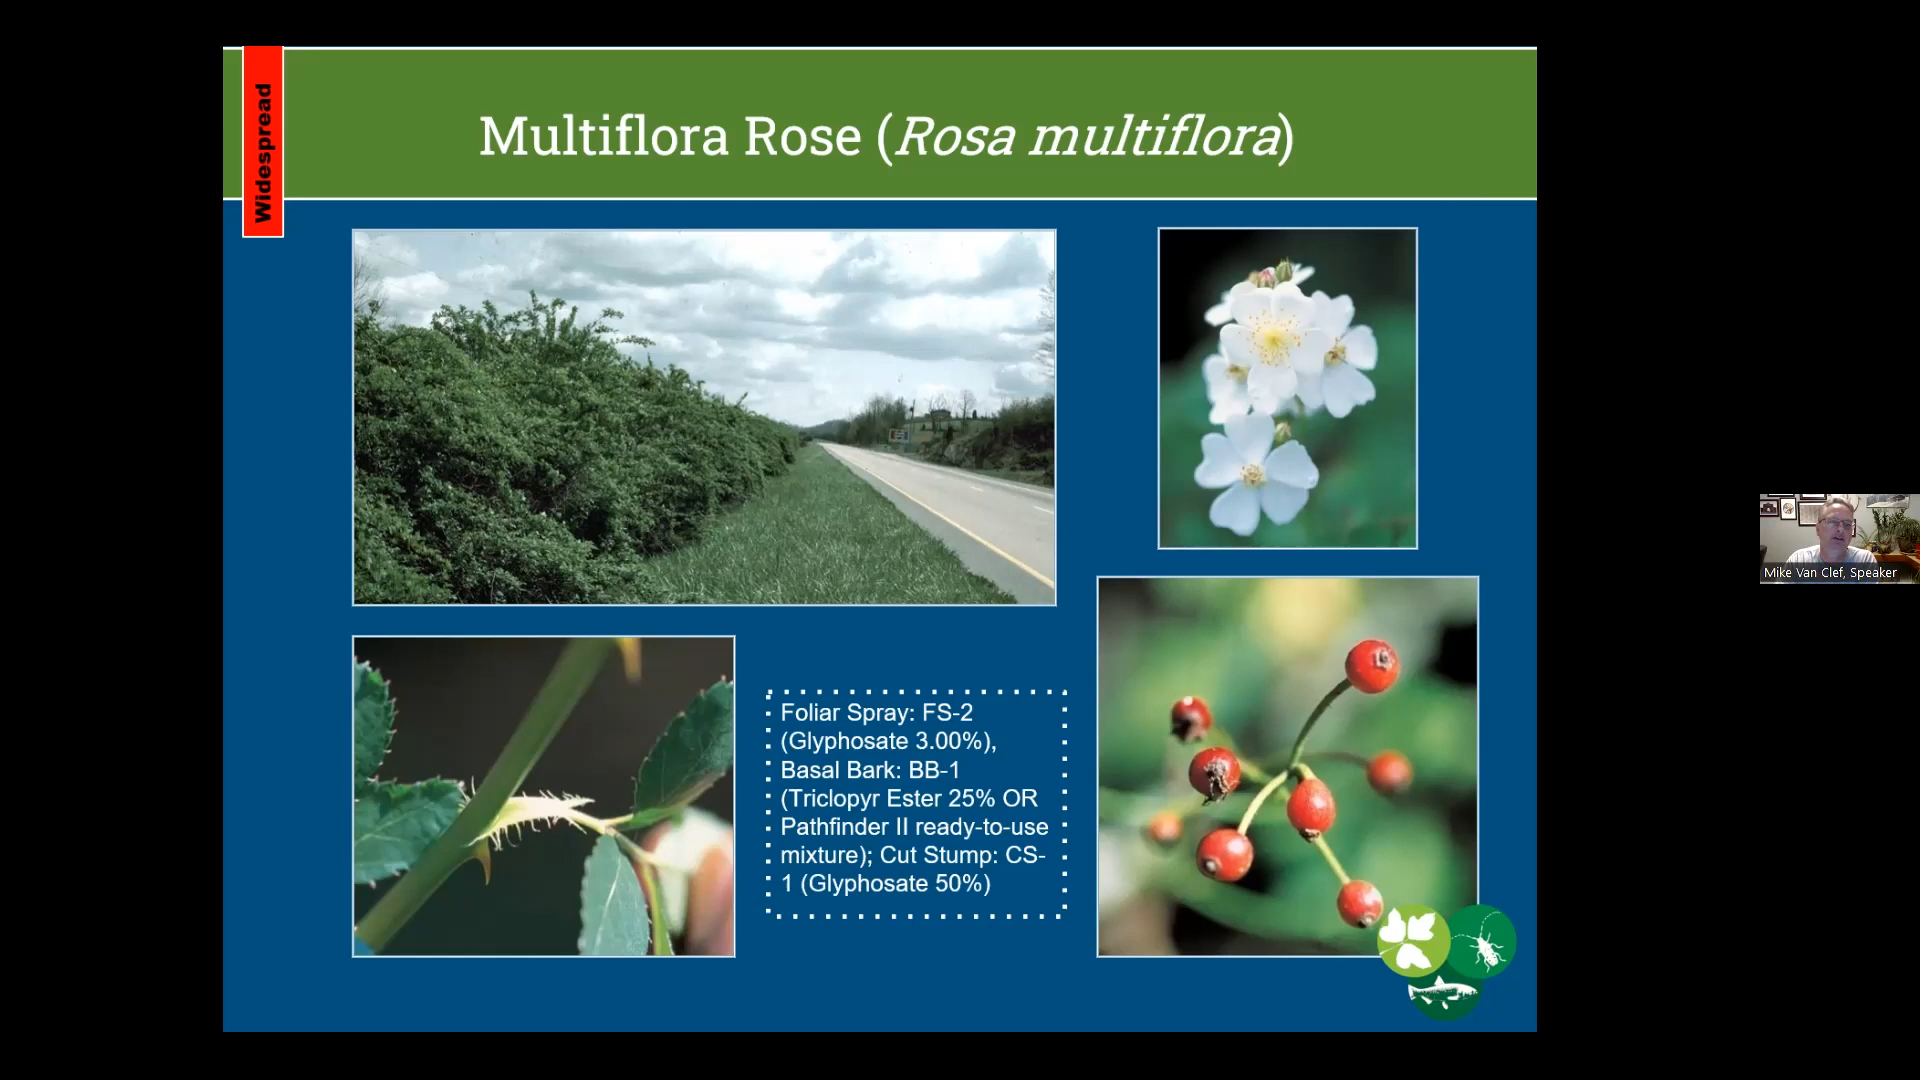 Widespread
Multiflora Rose (Rosa multiflora)
Foliar Spray: FS-2
(Glyphosate 3.00%),
Basal Bark: BB-1
(Triclopyr Ester 25% OR
Pathfinder II ready-to-use
mixture); Cut Stump: CS-
1 (Glyphosate 50%)
Mike Van Clef, Speaker